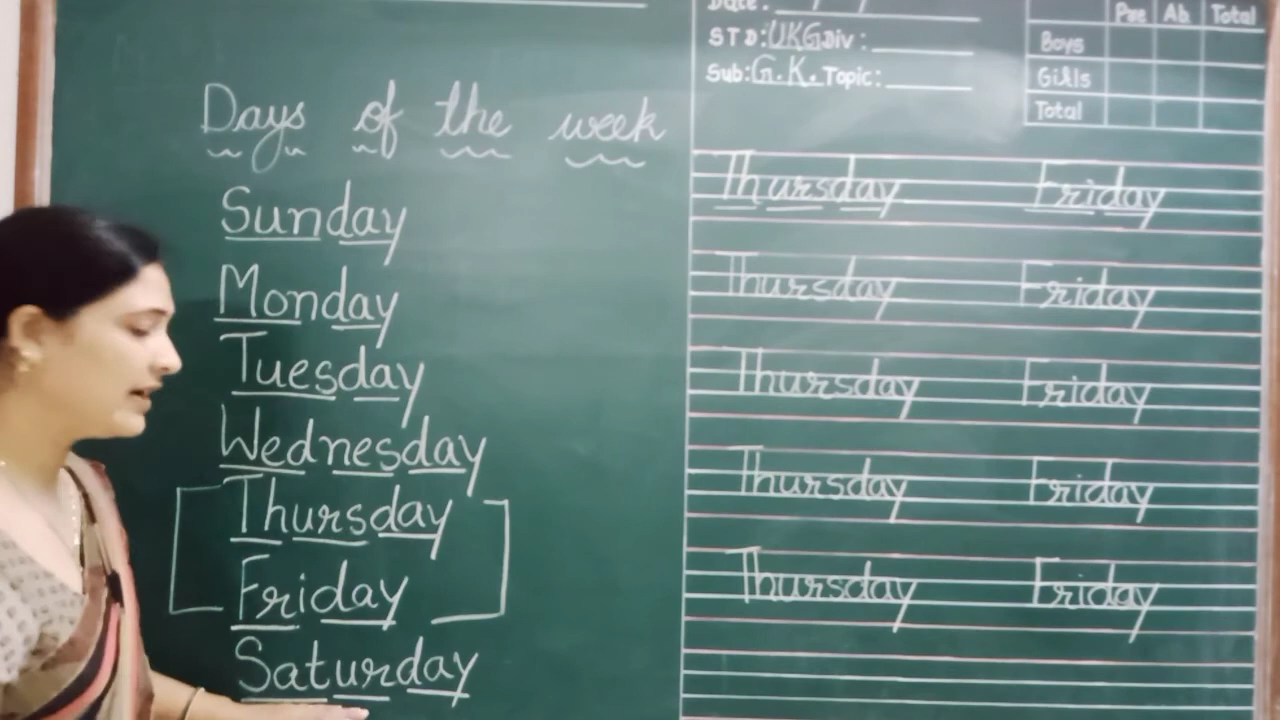 Date: / /
STD: UKG Div:
Sub: G.K. Topic:
Pre Ab. Total
Boys
Girls
Total
Days of the week
Sunday
Monday
Tuesday
Wednesday
Thursday
Friday
Saturday
Thursday Friday
Thursday Friday
Thursday Friday
Thursday Friday
Thursday Friday